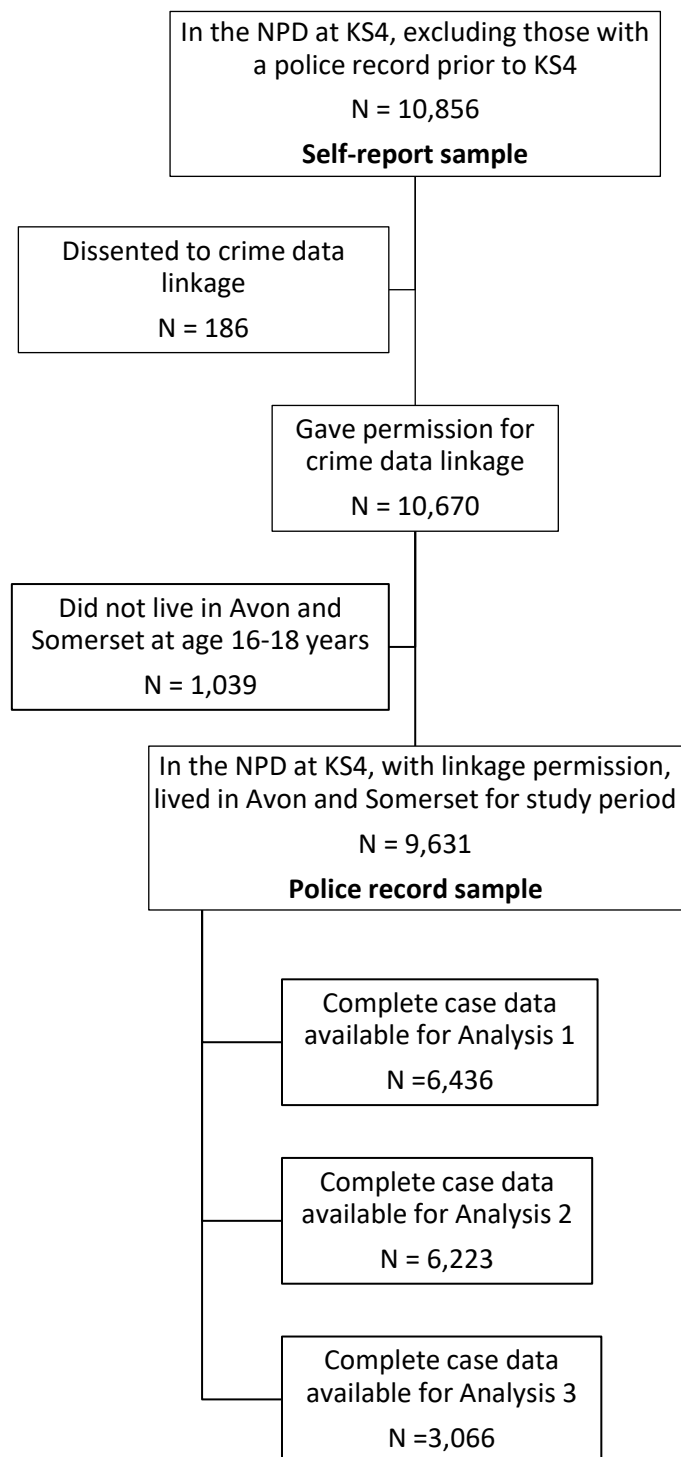 In the NPD at KS4, excluding those with
a police record prior to KS4
N = 10,856
Self-report sample
Dissented to crime data
linkage
N = 186
Gave permission for
crime data linkage
N = 10,670
Did not live in Avon and
Somerset at age 16-18 years
N = 1,039
In the NPD at KS4, with linkage permission,
lived in Avon and Somerset for study period
N = 9,631
Police record sample
Complete case data
available for Analysis 1
N =6,436
Complete case data
available for Analysis 2
N = 6,223
Complete case data
available for Analysis 3
N =3,066